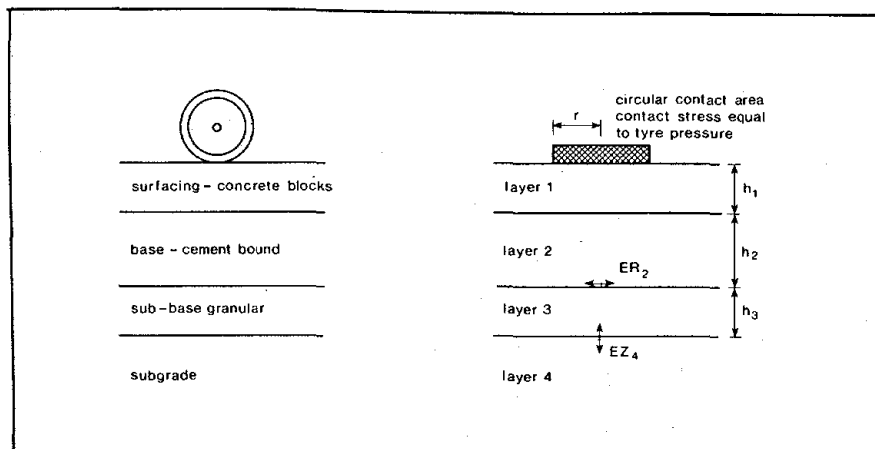 surfacing - concrete blocks
base - cement bound
sub-base granular
subgrade
r
circular contact area
contact stress equal
to tyre pressure
layer 1
h₁
layer 2
h₂
ER₂
layer 3
h₃
EZ₄
layer 4